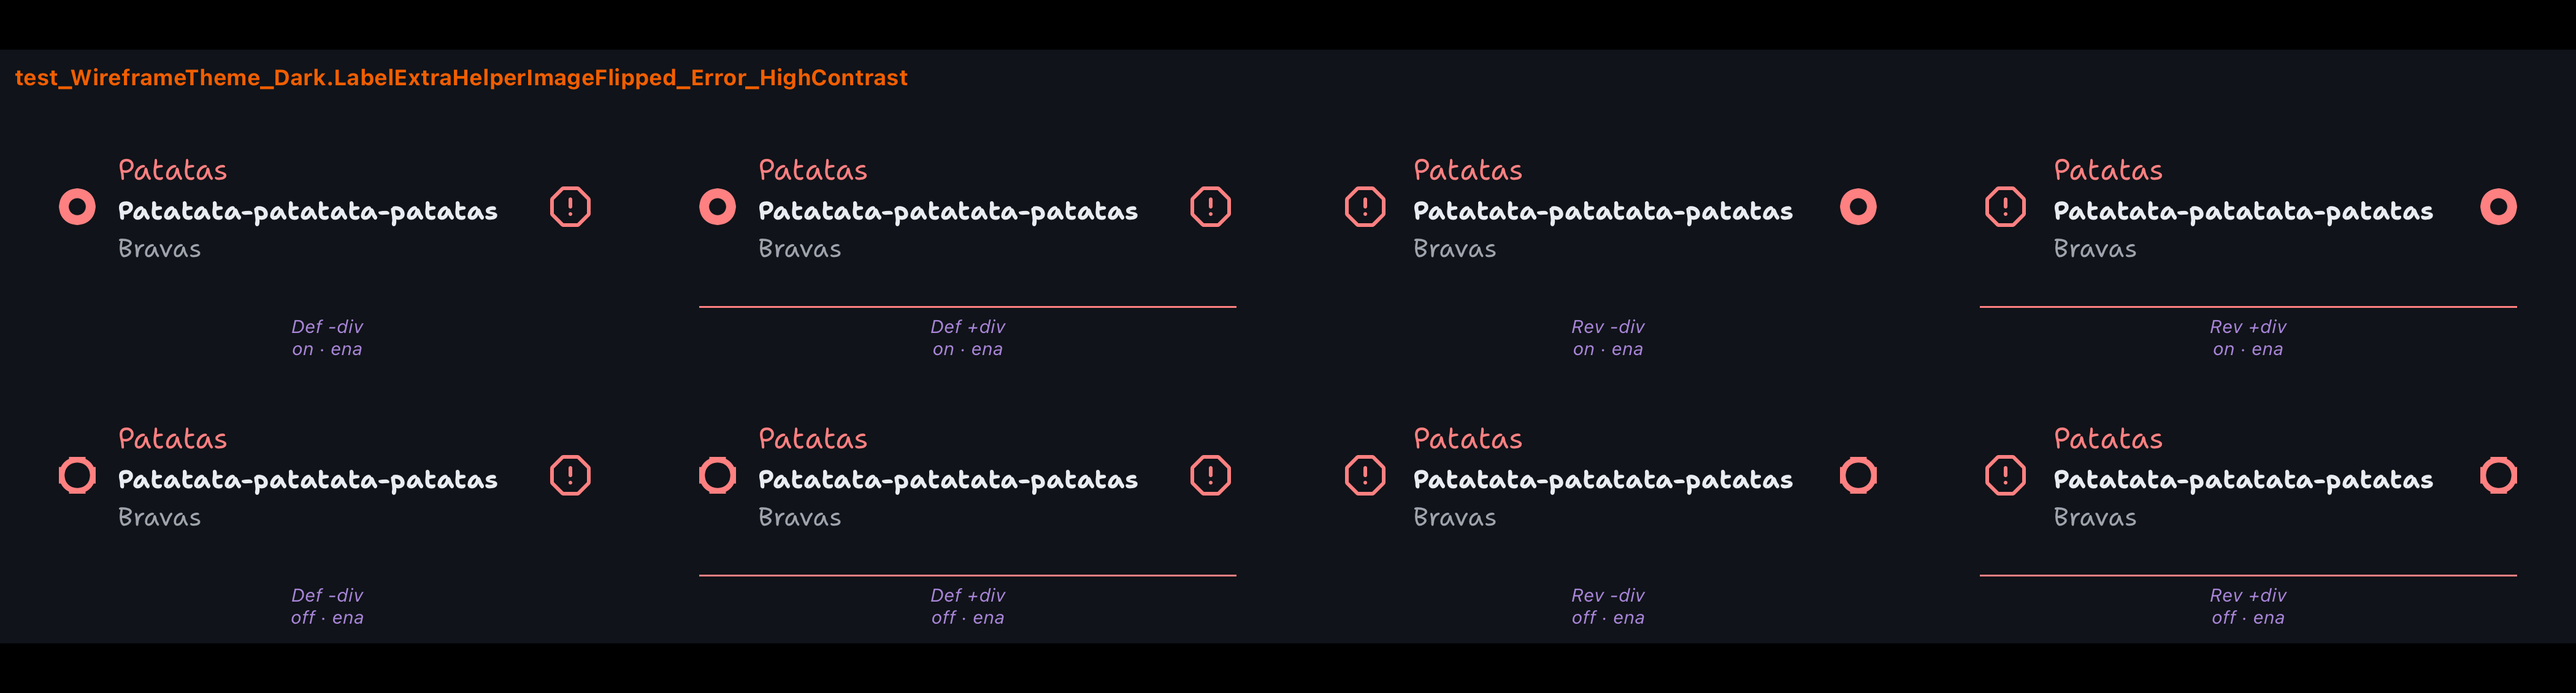 test_WireframeTheme_Dark.LabelExtraHelperImageFlipped_Error_HighContrast
Patatas
Patatata-patatata-patatas
Bravas
Def -div
on · ena
Patatas
Patatata-patatata-patatas
Bravas
Def +div
on · ena
Patatas
Patatata-patatata-patatas
Bravas
Rev -div
on · ena
Patatas
Patatata-patatata-patatas
Bravas
Rev +div
on · ena
Patatas
Patatata-patatata-patatas
Bravas
Def -div
off · ena
Patatas
Patatata-patatata-patatas
Bravas
Def +div
off · ena
Patatas
Patatata-patatata-patatas
Bravas
Rev -div
off · ena
Patatas
Patatata-patatata-patatas
Bravas
Rev +div
off · ena